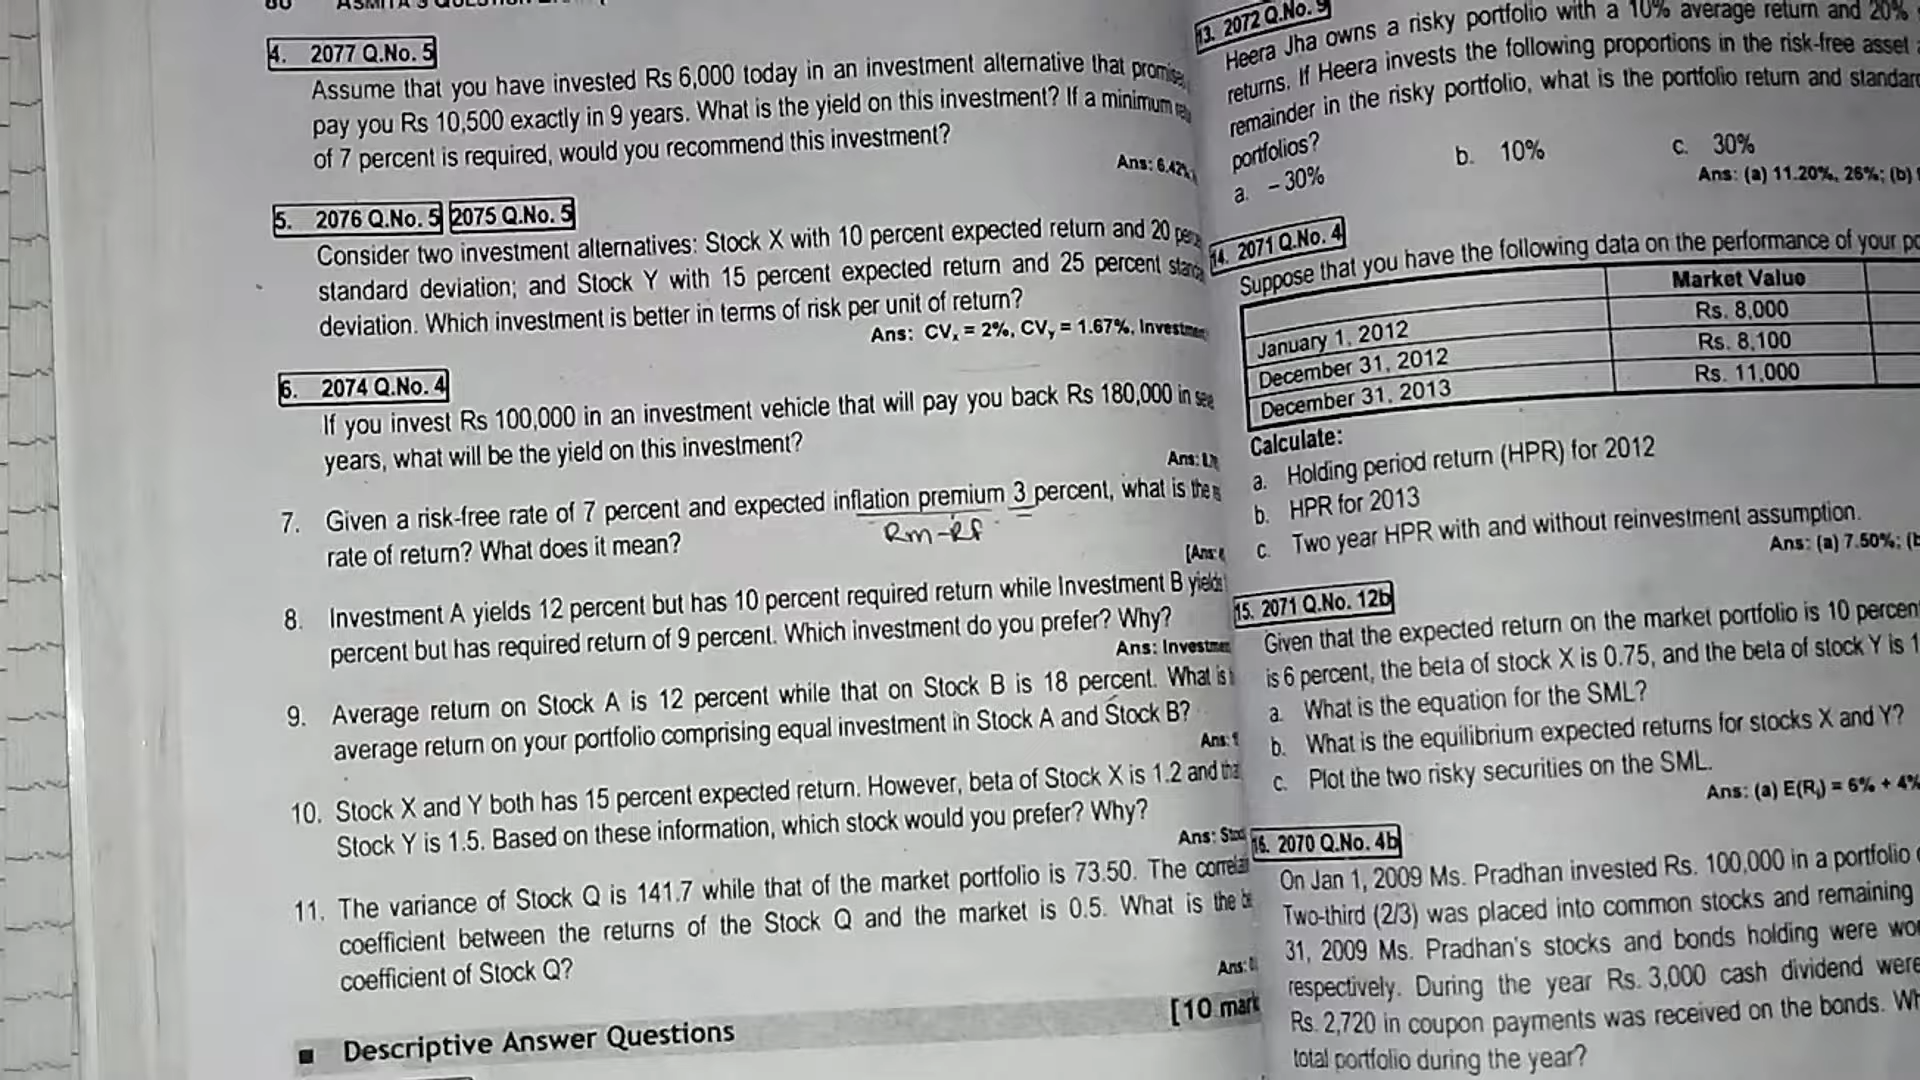 80
4. 2077 Q.No. 5
Assume that you have invested Rs 6,000 today in an investment alternative that
pay you Rs 10,500 exactly in 9 years. What is the yield on this investment? If a minimum
of 7 percent is required, would you recommend this investment?
Ans: 6.42%
5. 2076 Q.No. 5 2075 Q.No. 5
Consider two investment alternatives: Stock X with 10 percent expected return and 20
standard deviation; and Stock Y with 15 percent expected return and 25 percent
deviation. Which investment is better in terms of risk per unit of return?
Ans: CVx = 2%, CVy = 1.67%,
6. 2074 Q.No. 4
If you invest Rs 100,000 in an investment vehicle that will pay you back Rs 180,000 in
years, what will be the yield on this investment?
Ans:
7. Given a risk-free rate of 7 percent and expected inflation premium 3 percent, what is the
Rm-Rf
rate of return? What does it mean?
[Ans:
8. Investment A yields 12 percent but has 10 percent required return while Investment B yields
percent but has required return of 9 percent. Which investment do you prefer? Why?
Ans:
9. Average return on Stock A is 12 percent while that on Stock B is 18 percent. What is
average return on your portfolio comprising equal investment in Stock A and Stock B?
Ans:
10. Stock X and Y both has 15 percent expected return. However, beta of Stock X is 1.2 and
Stock Y is 1.5. Based on these information, which stock would you prefer? Why?
Ans:
11. The variance of Stock Q is 141.7 while that of the market portfolio is 73.50. The
coefficient between the returns of the Stock Q and the market is 0.5. What is the
coefficient of Stock Q?
Ans:
[10
Descriptive Answer Questions
13. 2072 Q.No. 9
Heera Jha owns a risky portfolio with a 10% average return and 20%
returns. If Heera invests the following proportions in the risk-free asset
remainder in the risky portfolio, what is the portfolio return and
portfolios?
a. – 30% b. 10% c. 30%
Ans: (a) 11.20%, 26%; (b)
14. 2071 Q.No. 4
Suppose that you have the following data on the performance of your
Market Value
January 1, 2012 Rs. 8,000
December 31, 2012 Rs. 8,100
December 31, 2013 Rs. 11,000
Calculate:
a. Holding period return (HPR) for 2012
b. HPR for 2013
c. Two year HPR with and without reinvestment assumption.
Ans: (a) 7.50%;
15. 2071 Q.No. 12b
Given that the expected return on the market portfolio is 10
is 6 percent, the beta of stock X is 0.75, and the beta of stock Y is
a. What is the equation for the SML?
b. What is the equilibrium expected returns for stocks X and Y?
c. Plot the two risky securities on the SML.
Ans: (a) = 6% + 4%
16. 2070 Q.No. 4b
On Jan 1, 2009 Ms. Pradhan invested Rs. 100,000 in a portfolio
Two-third (2/3) was placed into common stocks and remaining
31, 2009 Ms. Pradhan's stocks and bonds holding were
respectively. During the year Rs. 3,000 cash dividend were
Rs. 2,720 in coupon payments was received on the bonds.
total portfolio during the year?